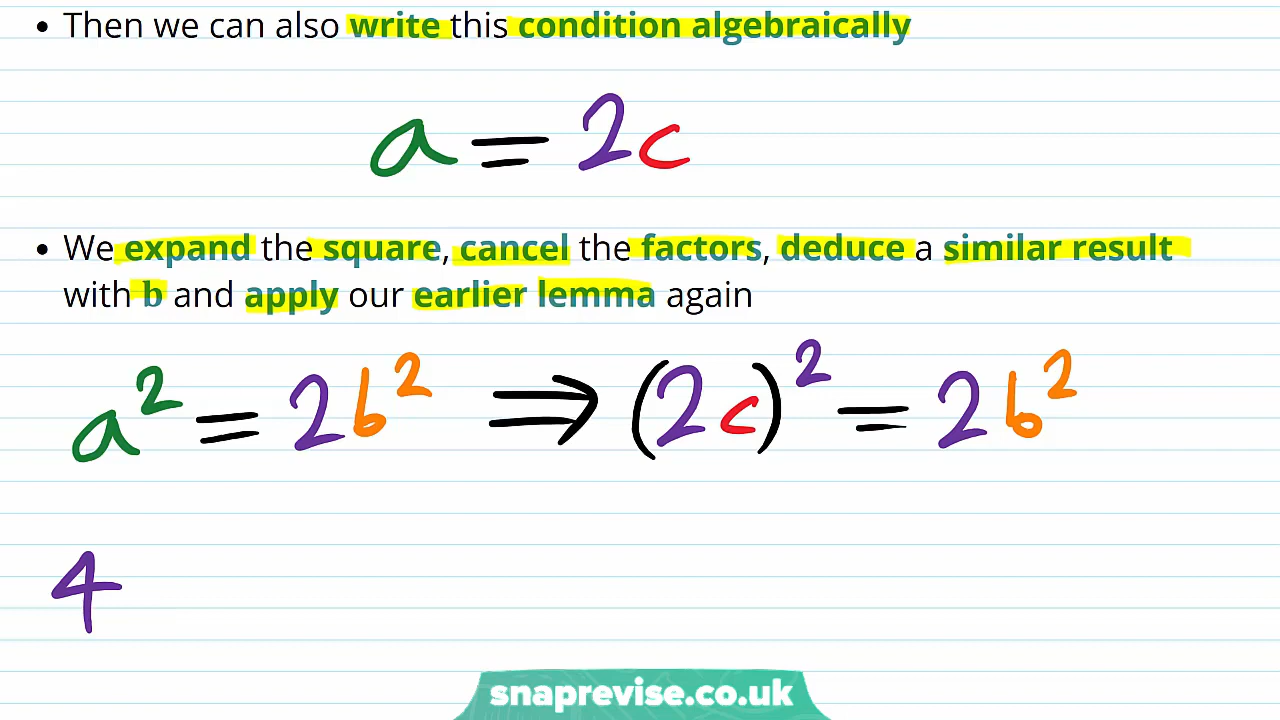 • Then we can also write this condition algebraically
a = 2c
• We expand the square, cancel the factors, deduce a similar result
with b and apply our earlier lemma again
a² = 2b² ⇒ (2c)² = 2b²
4
snaprevise.co.uk